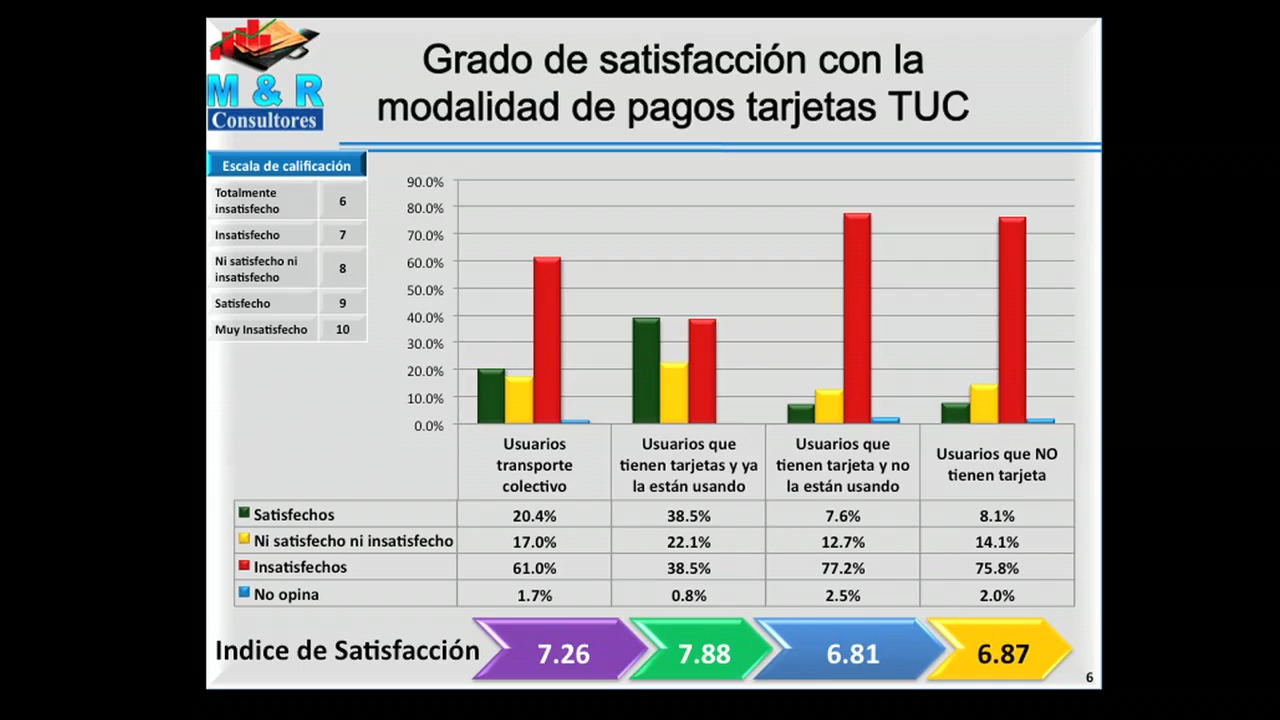 M & R
Consultores
Grado de satisfacción con la
modalidad de pagos tarjetas TUC
Escala de calificación
Totalmente
insatisfecho 6
Insatisfecho 7
Ni satisfecho ni
insatisfecho 8
Satisfecho 9
Muy Insatisfecho 10
90.0%
80.0%
70.0%
60.0%
50.0%
40.0%
30.0%
20.0%
10.0%
0.0%
Usuarios
transporte
colectivo
Usuarios que
tienen tarjetas y ya
la están usando
Usuarios que
tienen tarjeta y no
la están usando
Usuarios que NO
tienen tarjeta
Satisfechos 20.4% 38.5% 7.6% 8.1%
Ni satisfecho ni insatisfecho 17.0% 22.1% 12.7% 14.1%
Insatisfechos 61.0% 38.5% 77.2% 75.8%
No opina 1.7% 0.8% 2.5% 2.0%
Indice de Satisfacción 7.26 7.88 6.81 6.87
6